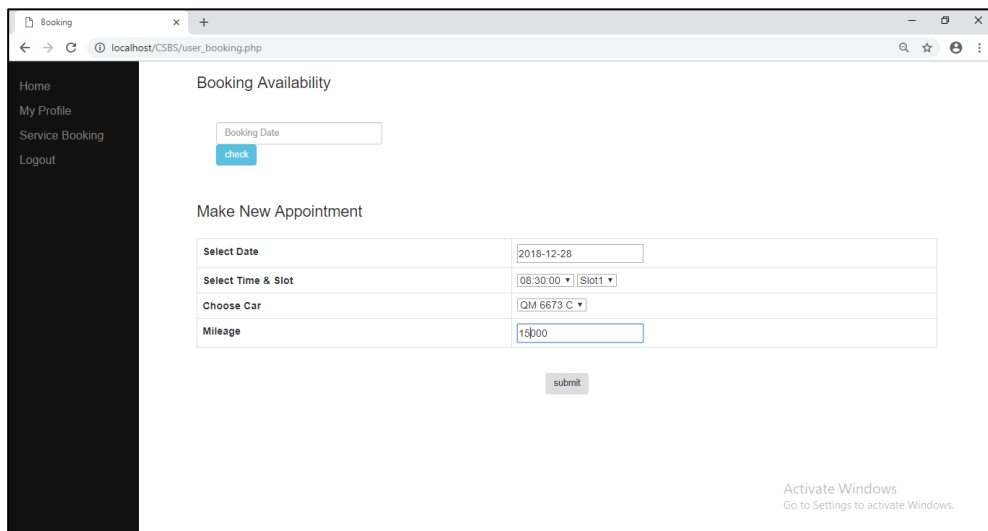 Booking
localhost/CSBS/user_booking.php
Home
My Profile
Service Booking
Logout
Booking Availability
Booking Date
check
Make New Appointment
Select Date 2018-12-28
Select Time & Slot 08:30:00 Slot1
Choose Car QM 6673 C
Mileage 15000
submit
Activate Windows
Go to Settings to activate Windows.